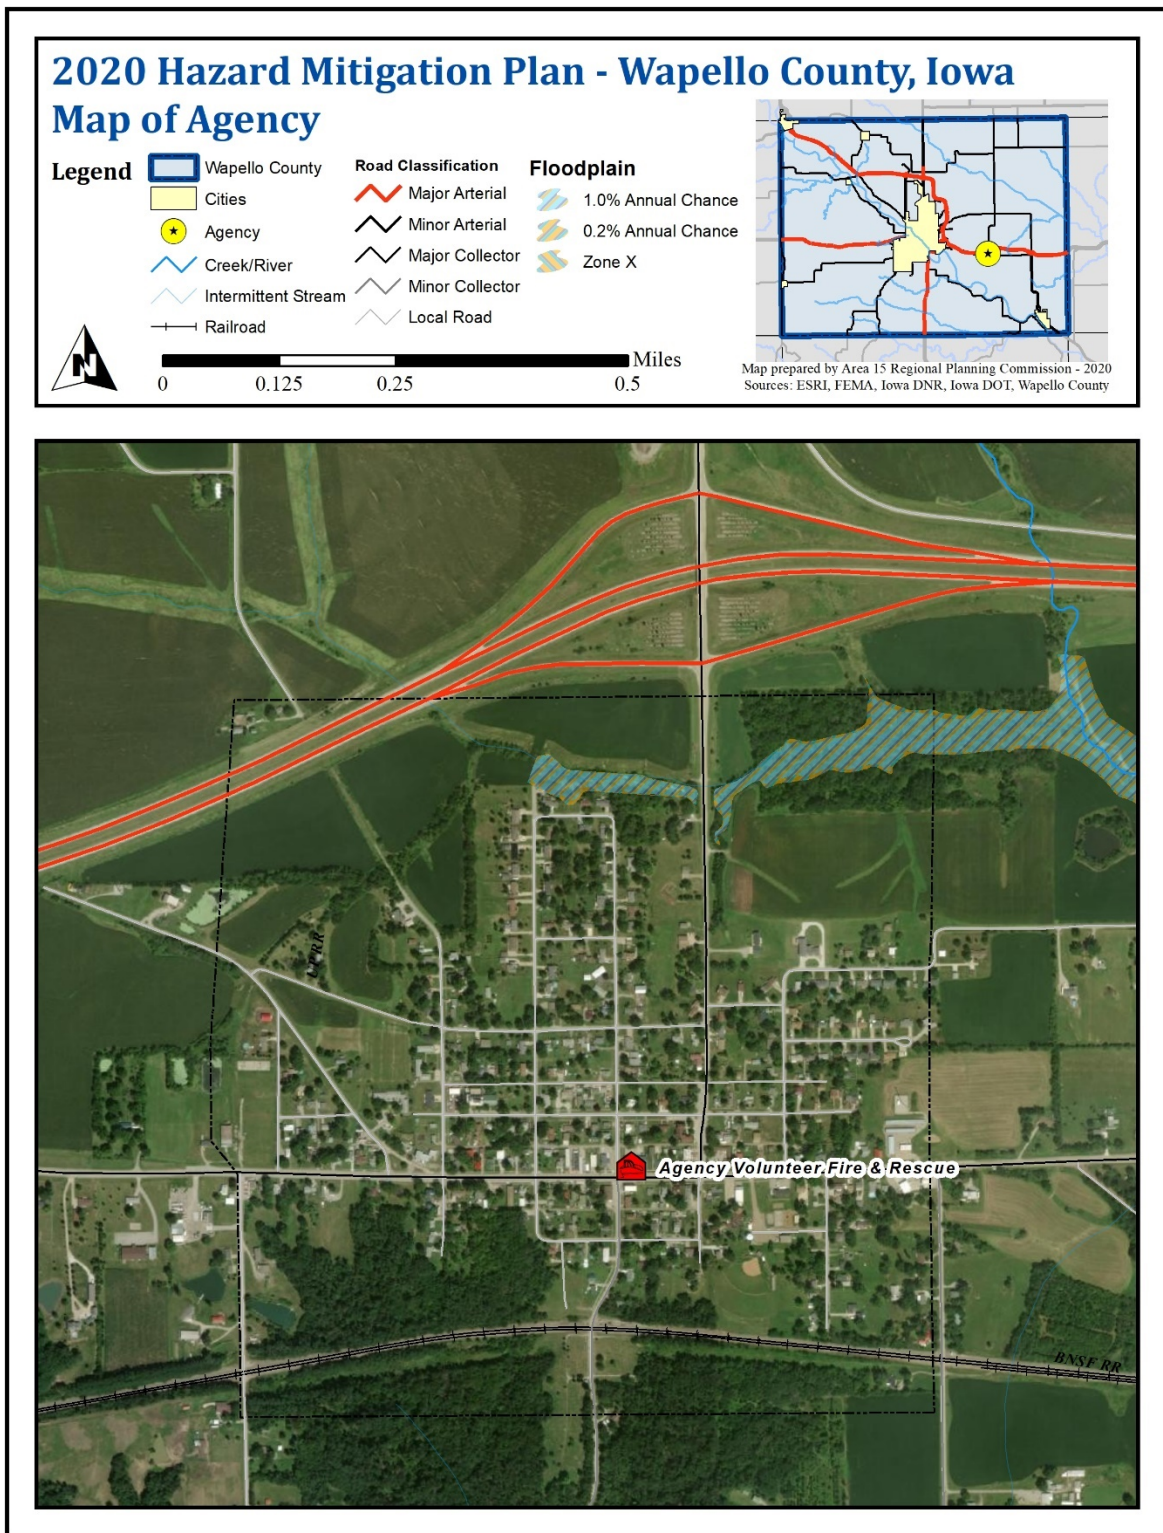 2020 Hazard Mitigation Plan - Wapello County, Iowa
Map of Agency
Legend
Wapello County
Cities
Agency
Creek/River
Intermittent Stream
Railroad
Road Classification
Major Arterial
Minor Arterial
Major Collector
Minor Collector
Local Road
Floodplain
1.0% Annual Chance
0.2% Annual Chance
Zone X
N
Miles
0 0.125 0.25 0.5
Map prepared by Area 15 Regional Planning Commission - 2020
Sources: ESRI, FEMA, Iowa DNR, Iowa DOT, Wapello County
UPRR
Agency Volunteer Fire & Rescue
BNSF RR